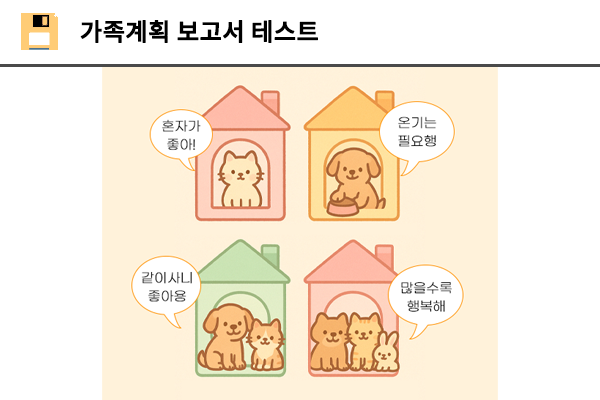 가족계획 보고서 테스트
혼자가
좋아!
온기는
필요행
같이사니
좋아용
많을수록
행복해